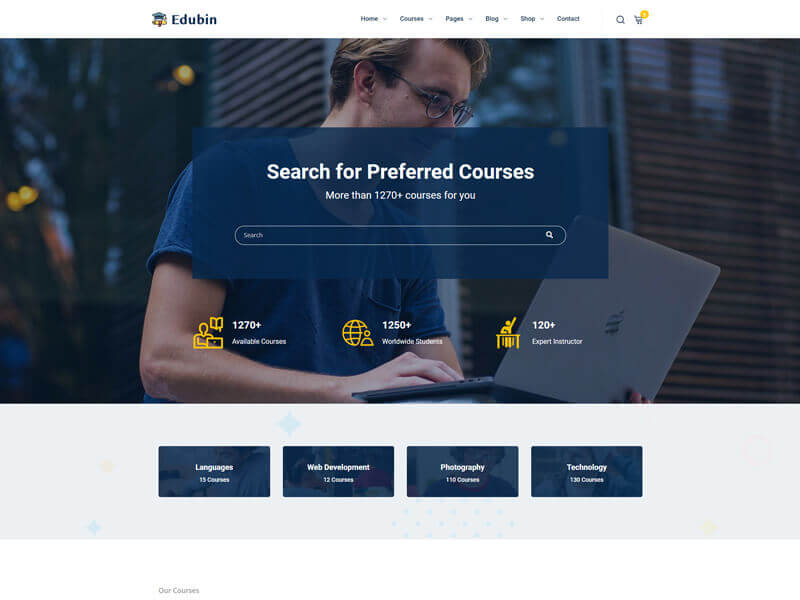 Edubin
Home Courses Pages Blog Shop Contact
0
Search for Preferred Courses
More than 1270+ courses for you
Search
1270+
Available Courses
1250+
Worldwide Students
120+
Expert Instructor
Languages
15 Courses
Web Development
12 Courses
Photography
110 Courses
Technology
130 Courses
Our Courses